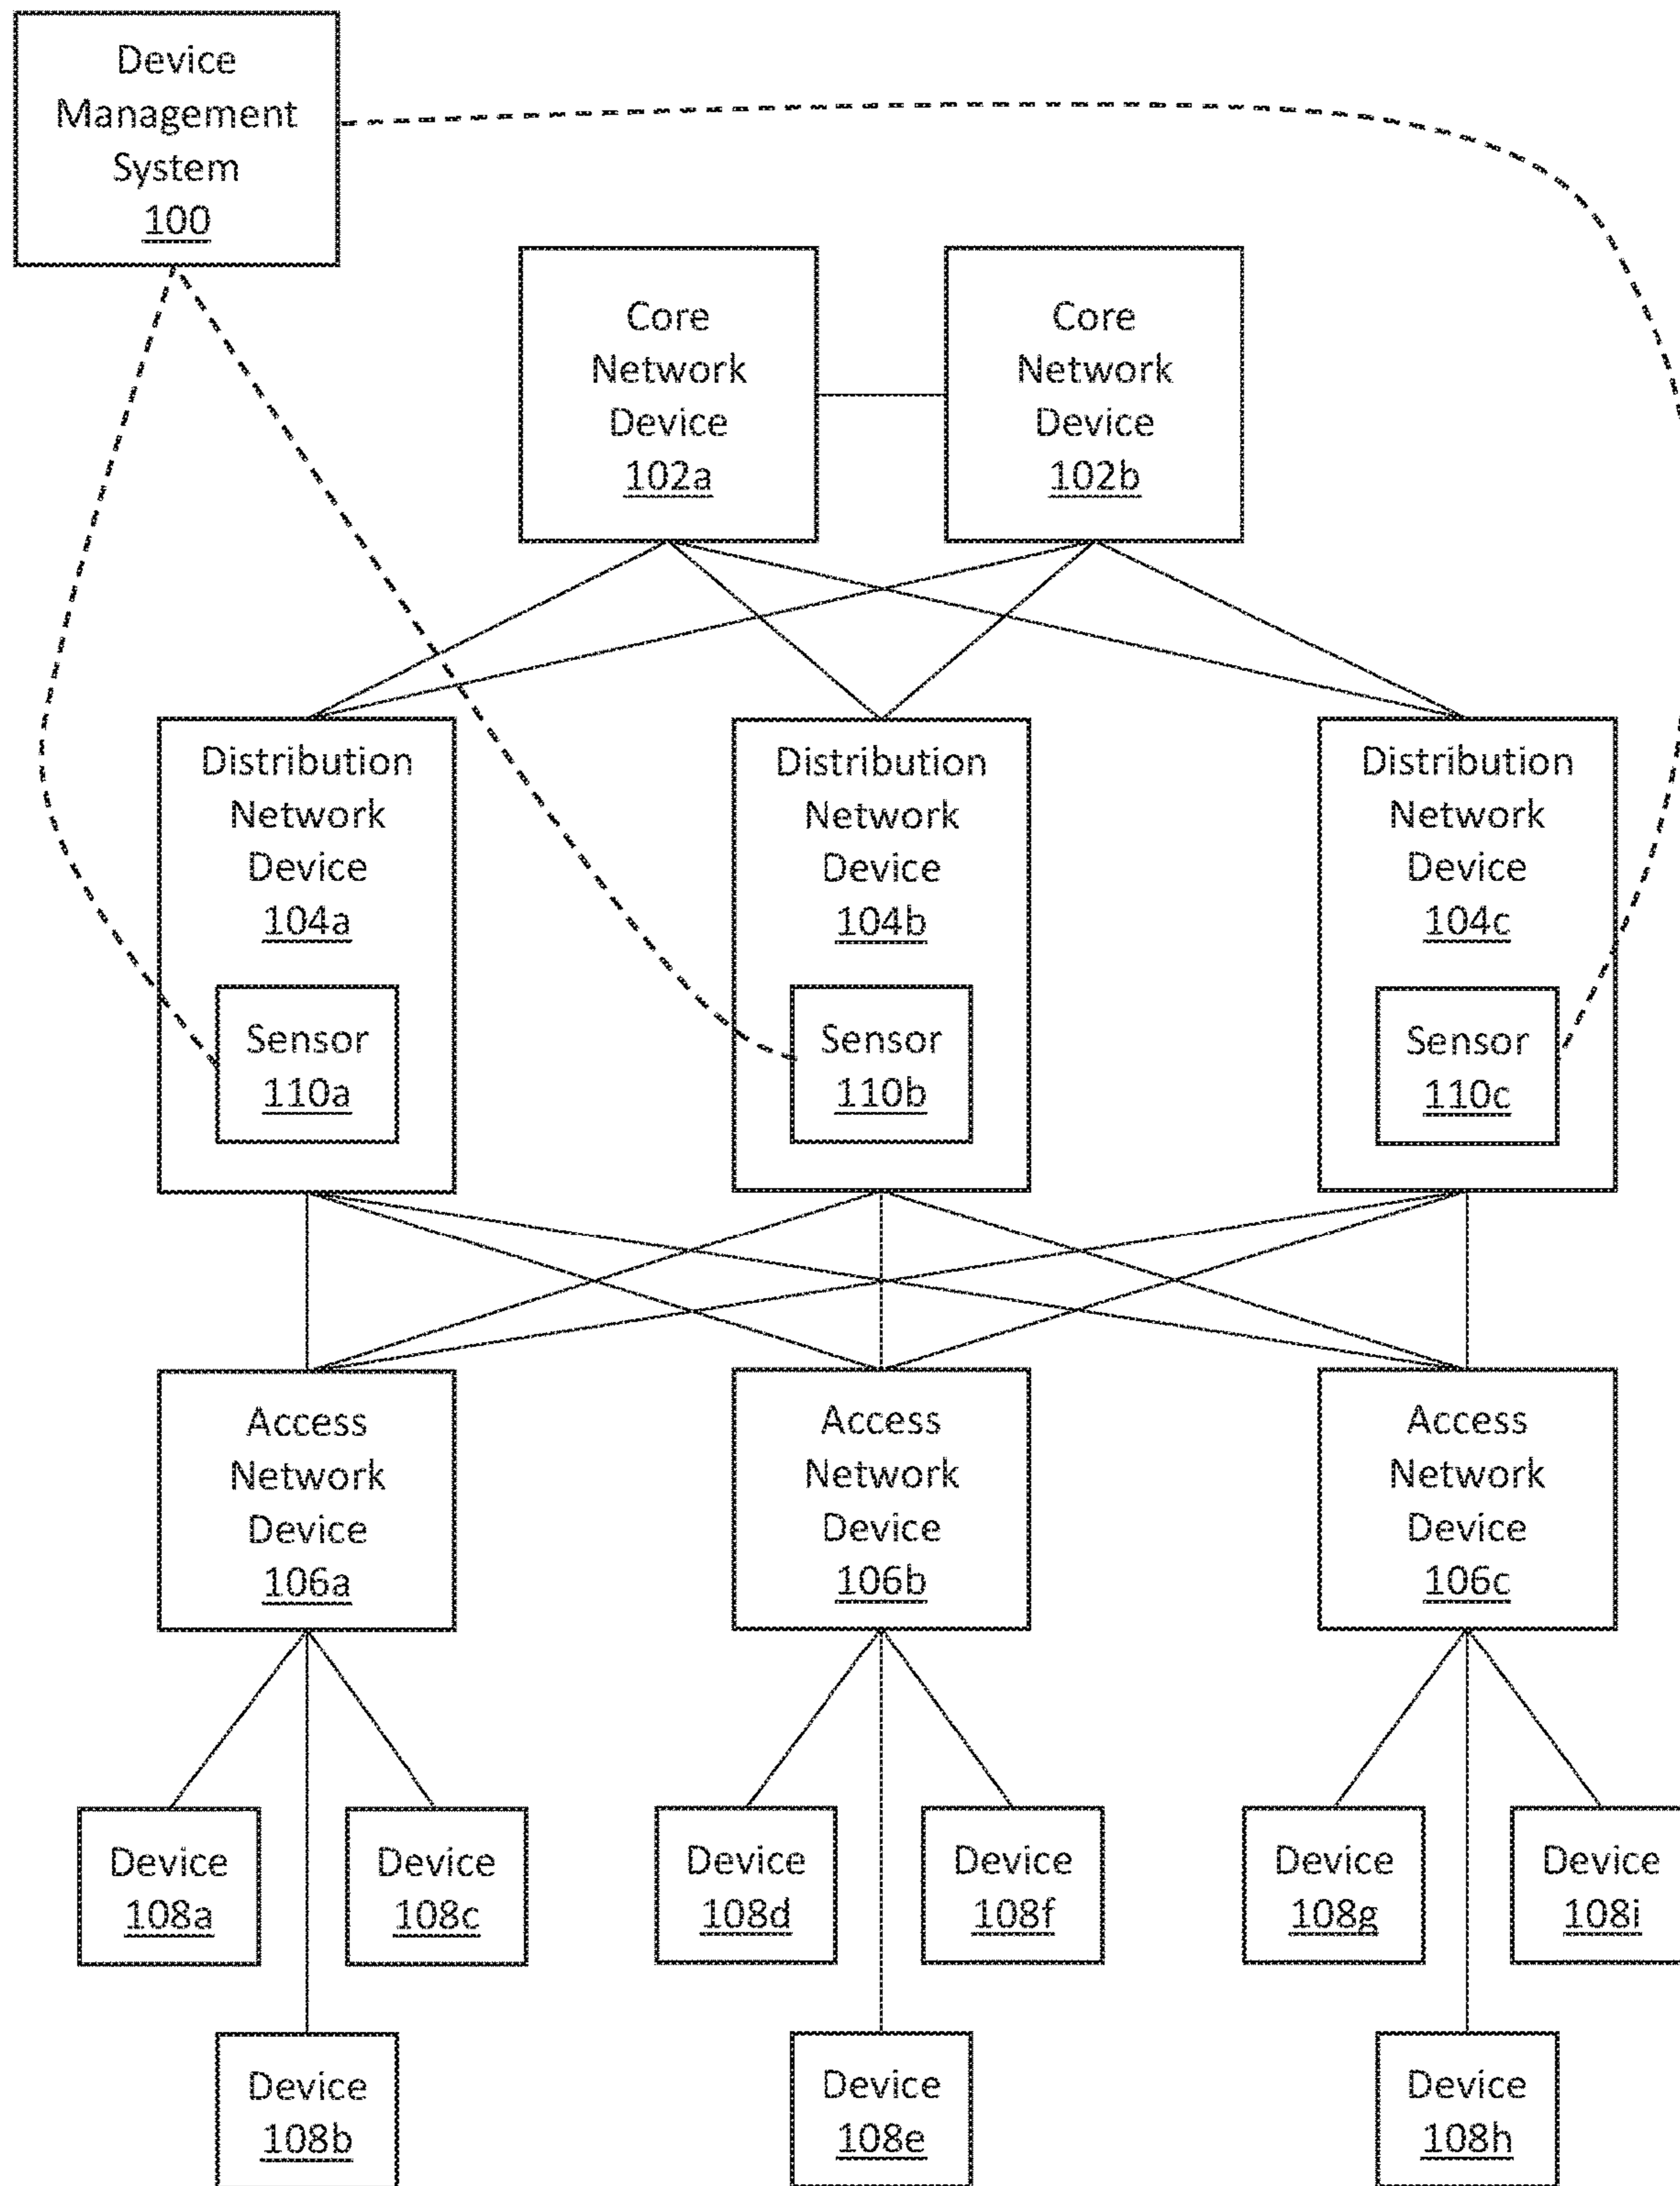 Device
Management
System
100
Core
Network
Device
102a
Core
Network
Device
102b
Distribution
Network
Device
104a
Sensor
110a
Distribution
Network
Device
104b
Sensor
110b
Distribution
Network
Device
104c
Sensor
110c
Access
Network
Device
106a
Access
Network
Device
106b
Access
Network
Device
106c
Device
108a
Device
108c
Device
108d
Device
108f
Device
108g
Device
108i
Device
108b
Device
108e
Device
108h